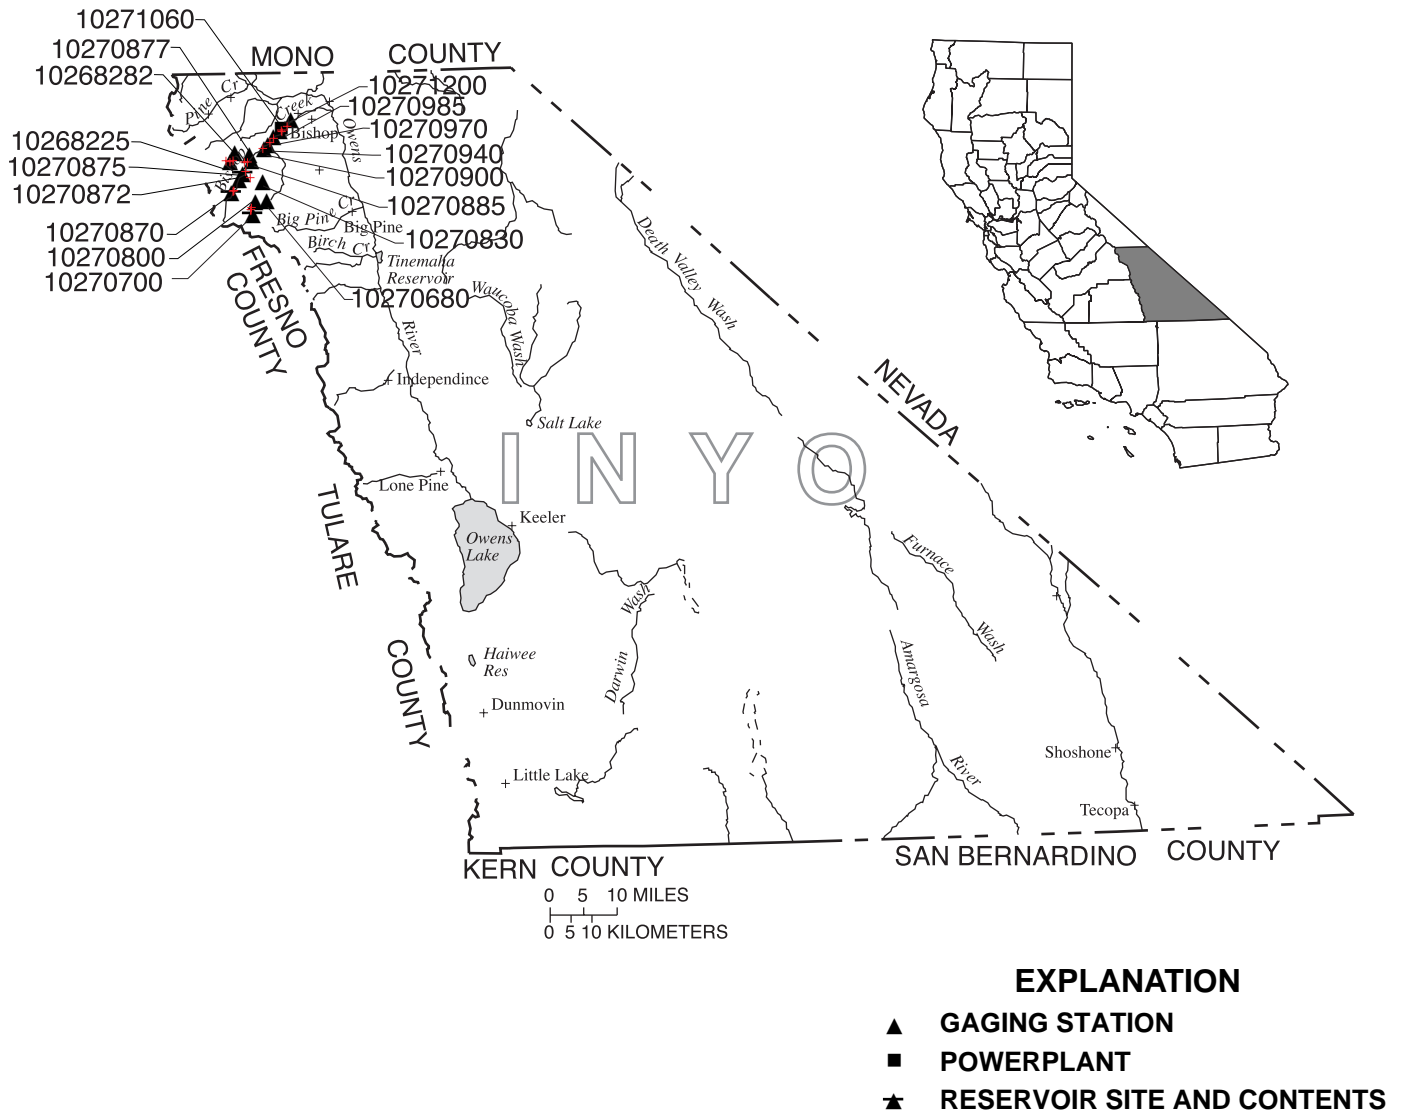 10271060
10270877
10268282
MONO COUNTY
10271200
10270985
10270970
10270940
10270900
10270885
10270830
10270680
10268225
10270875
10270872
10270870
10270800
10270700
Pine Cr
Creek
Bishop
Owens
Big Pine Cr
Big Pine
Birch Cr
Tinemaha
Reservoir
FRESNO
COUNTY
Waucoba Wash
River
Death Valley Wash
Independince
Salt Lake
NEVADA
INYO
Lone Pine
Keeler
Owens
Lake
TULARE
COUNTY
Furnace
Wash
Wash
Darwin
Haiwee
Res
Dunmovin
Amargosa
River
Little Lake
Shoshone
Tecopa
KERN COUNTY
SAN BERNARDINO COUNTY
0 5 10 MILES
0 5 10 KILOMETERS
EXPLANATION
GAGING STATION
POWERPLANT
RESERVOIR SITE AND CONTENTS